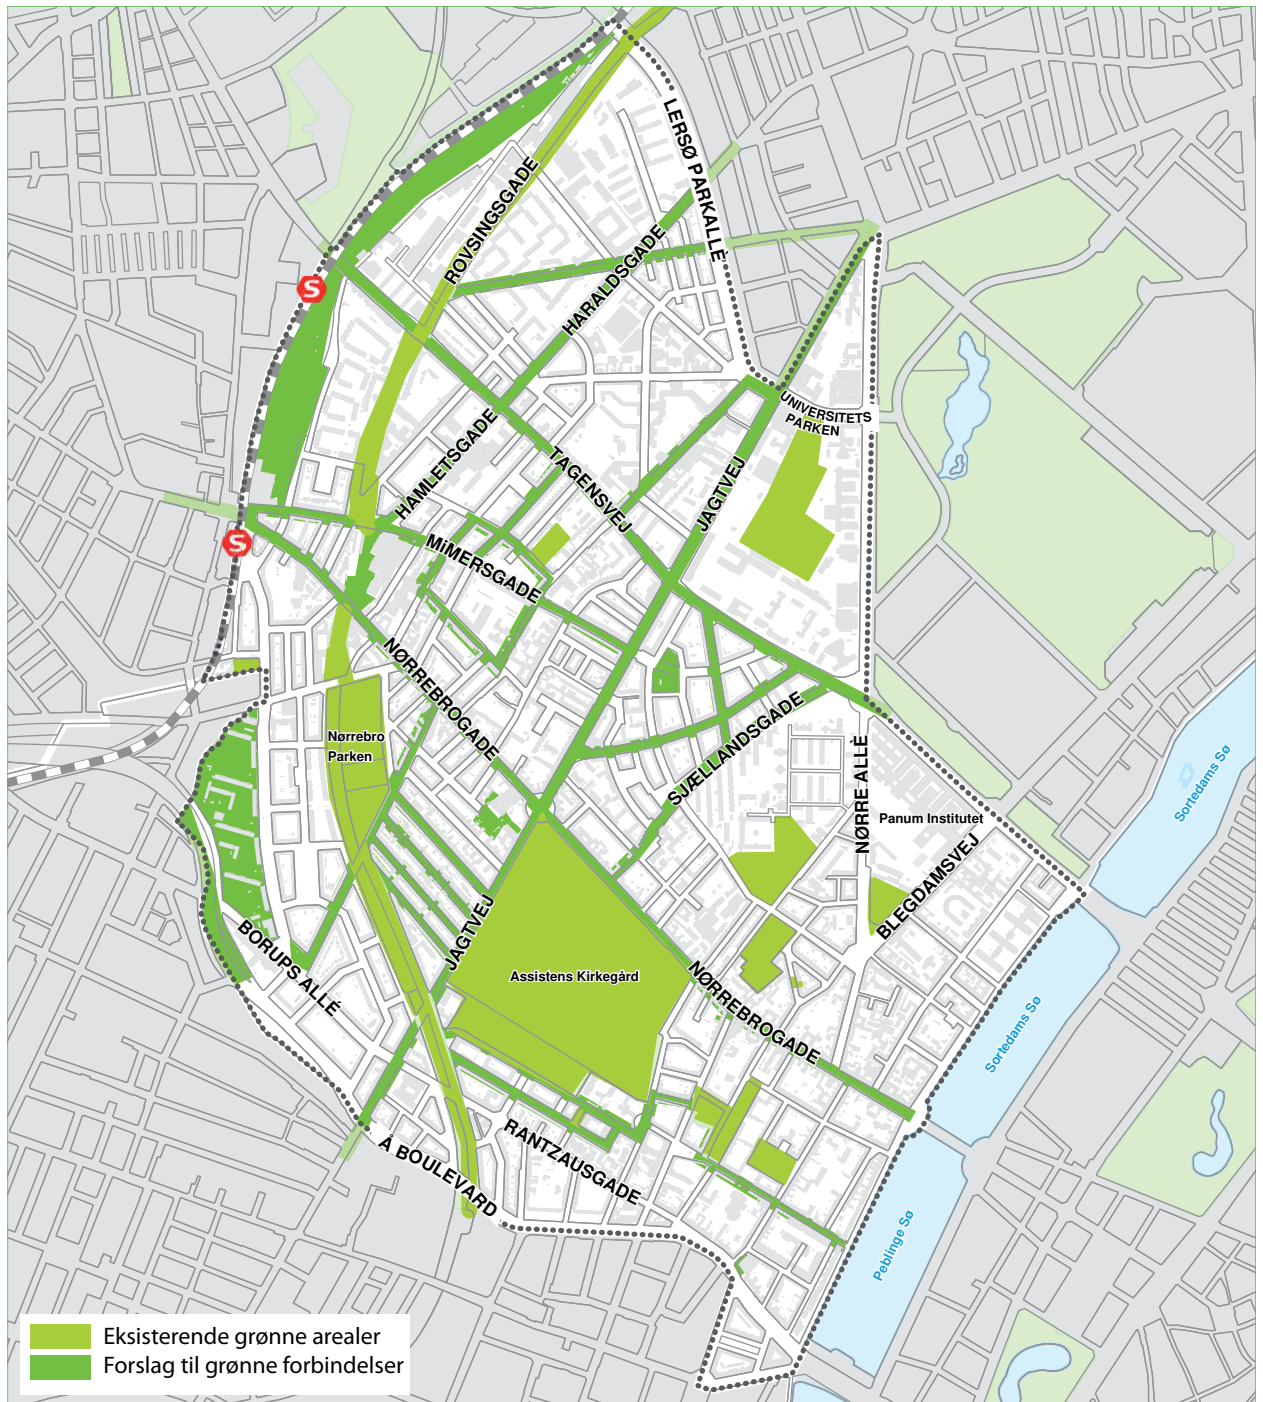 LERSØ PARKALLÈ
ROVSINGSGADE
HARALDSGADE
S
UNIVERSITETS
PARKEN
HAMLETSGADE
TAGENSVEJ
JAGTVEJ
S
MiMERSGADE
NØRREBROGADE
Nørrebro
Parken
SJÆLLANDSGADE
NØRRE ALLÈ
Sortedams Sø
Panum Institutet
BLEGDAMSVEJ
JAGTVEJ
BORUPS ALLÉ
Assistens Kirkegård
NØRREBROGADE
Sortedams Sø
RANTZAUSGADE
Å BOULEVARD
Peblinge Sø
Eksisterende grønne arealer
Forslag til grønne forbindelser